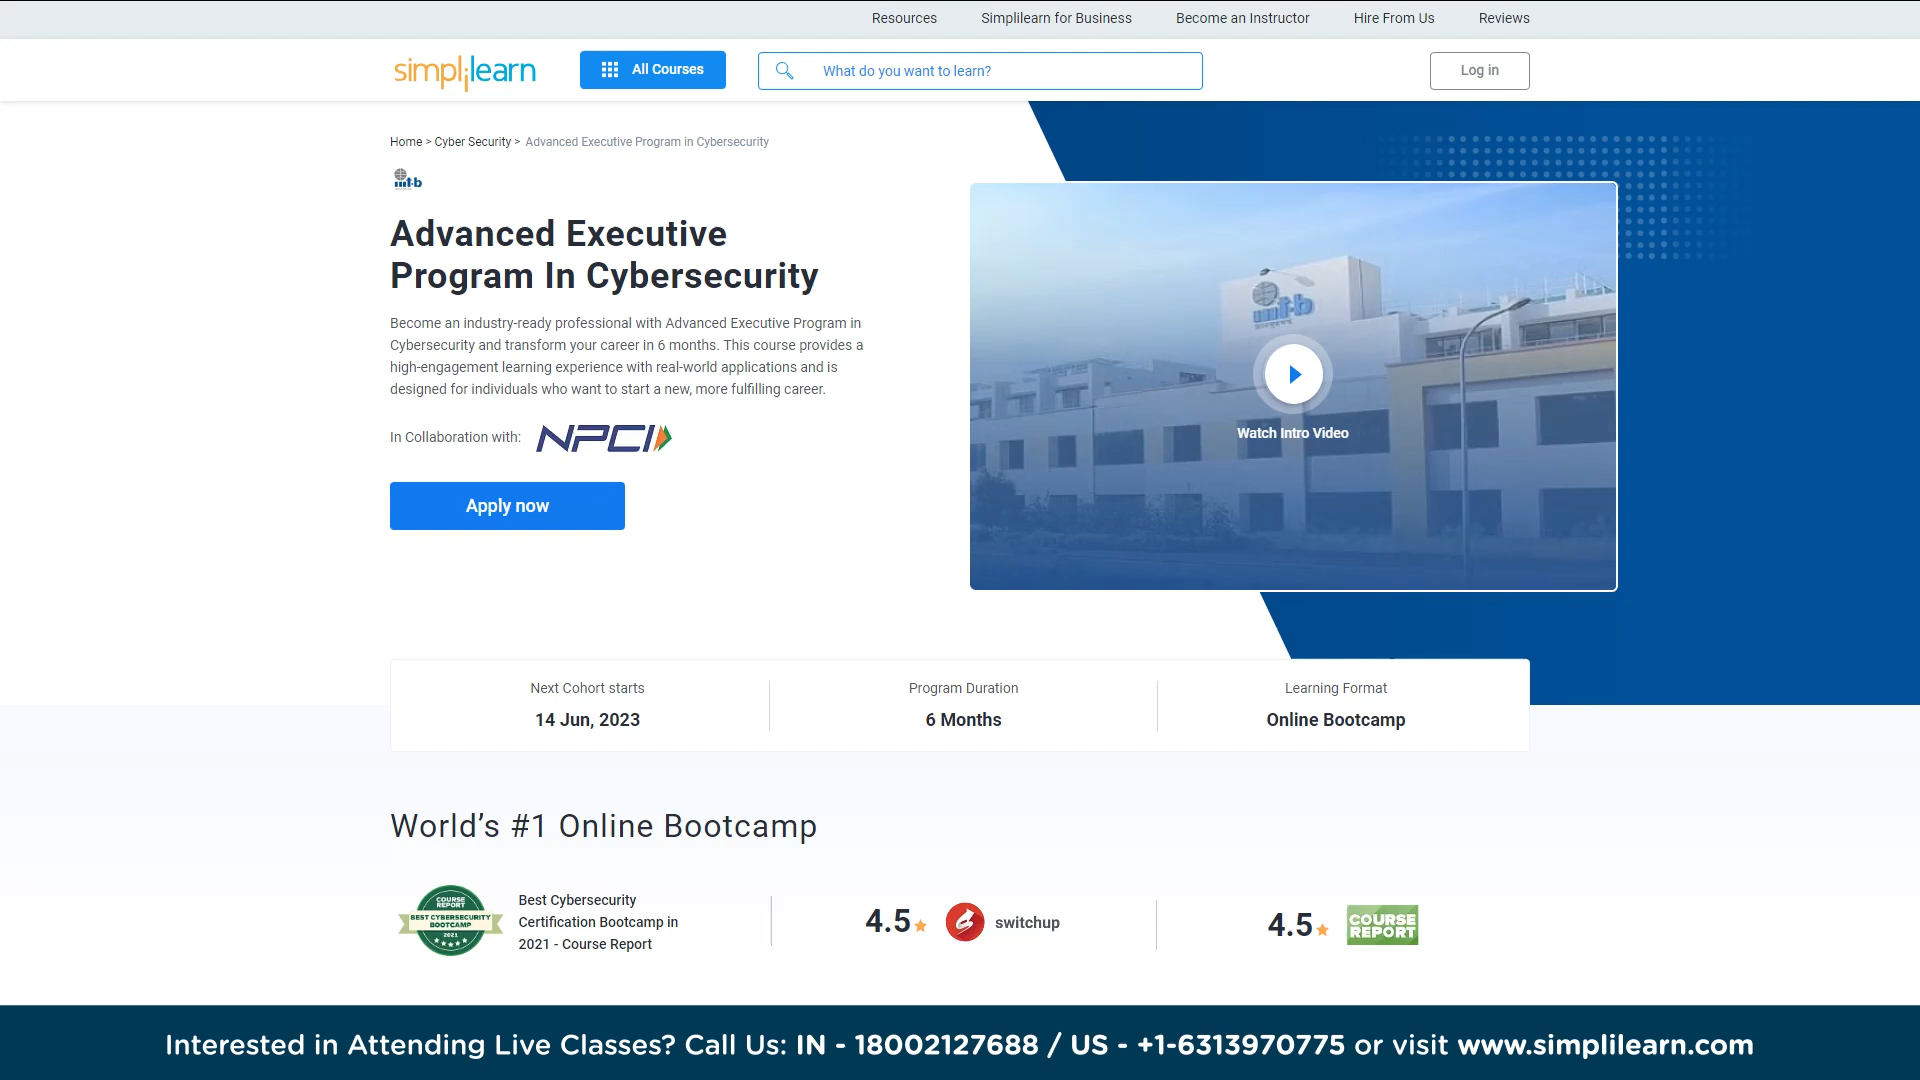 Resources Simplilearn for Business Become an Instructor Hire From Us Reviews
simplilearn All Courses What do you want to learn? Log in
Home > Cyber Security > Advanced Executive Program in Cybersecurity
iiit-b
Advanced Executive
Program In Cybersecurity
Become an industry-ready professional with Advanced Executive Program in
Cybersecurity and transform your career in 6 months. This course provides a
high-engagement learning experience with real-world applications and is
designed for individuals who want to start a new, more fulfilling career.
In Collaboration with: NPCI
Apply now
iiit-b
Watch Intro Video
Next Cohort starts
14 Jun, 2023
Program Duration
6 Months
Learning Format
Online Bootcamp
World’s #1 Online Bootcamp
COURSE
REPORT
BEST CYBERSECURITY
BOOTCAMP
2021
Best Cybersecurity
Certification Bootcamp in
2021 - Course Report
4.5 switchup
4.5 COURSE
REPORT
Interested in Attending Live Classes? Call Us: IN - 18002127688 / US - +1-6313970775 or visit www.simplilearn.com